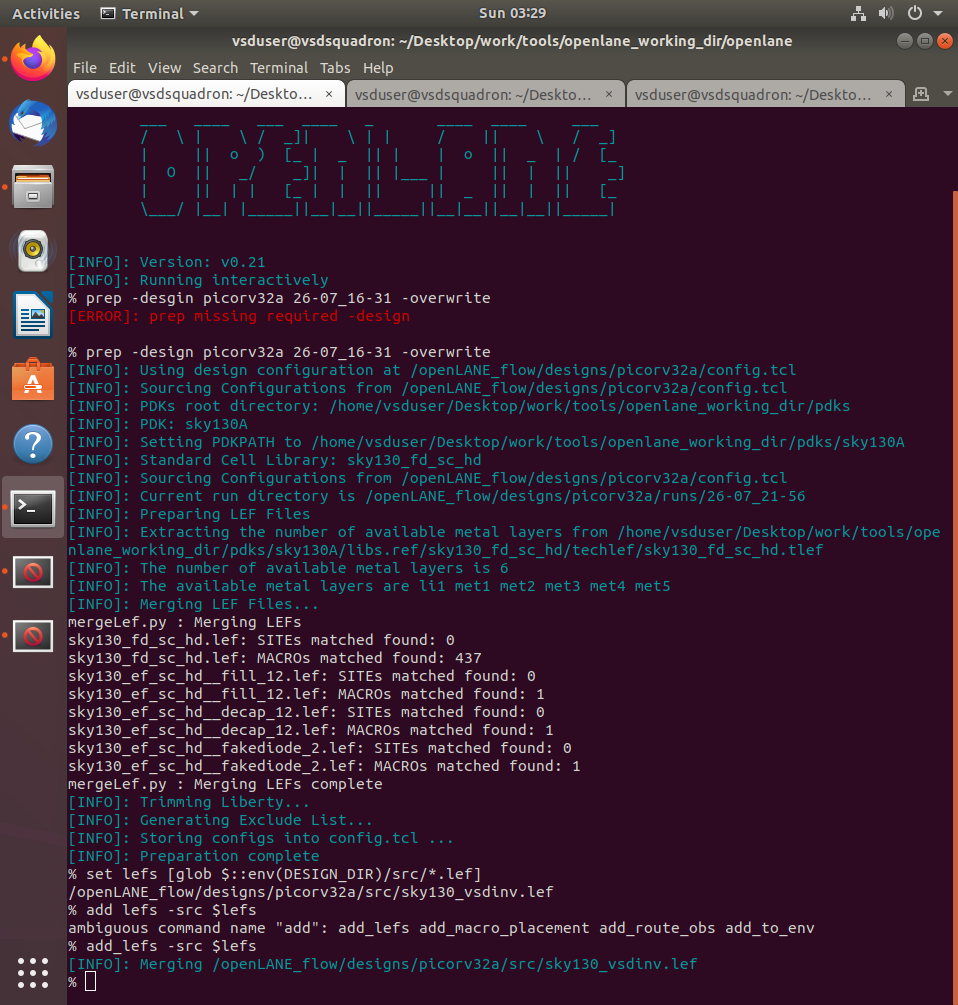 Activities Terminal Sun 03:29
vsduser@vsdsquadron: ~/Desktop/work/tools/openlane_working_dir/openlane
File Edit View Search Terminal Tabs Help
vsduser@vsdsquadron: ~/Deskto... × vsduser@vsdsquadron: ~/Deskto... × vsduser@vsdsquadron: ~/Deskto... ×
[INFO]: Version: v0.21
[INFO]: Running interactively
% prep -desgin picorv32a 26-07_16-31 -overwrite
[ERROR]: prep missing required -design
% prep -design picorv32a 26-07_16-31 -overwrite
[INFO]: Using design configuration at /openLANE_flow/designs/picorv32a/config.tcl
[INFO]: Sourcing Configurations from /openLANE_flow/designs/picorv32a/config.tcl
[INFO]: PDKs root directory: /home/vsduser/Desktop/work/tools/openlane_working_dir/pdks
[INFO]: PDK: sky130A
[INFO]: Setting PDKPATH to /home/vsduser/Desktop/work/tools/openlane_working_dir/pdks/sky130A
[INFO]: Standard Cell Library: sky130_fd_sc_hd
[INFO]: Sourcing Configurations from /openLANE_flow/designs/picorv32a/config.tcl
[INFO]: Current run directory is /openLANE_flow/designs/picorv32a/runs/26-07_21-56
[INFO]: Preparing LEF Files
[INFO]: Extracting the number of available metal layers from /home/vsduser/Desktop/work/tools/ope
nlane_working_dir/pdks/sky130A/libs.ref/sky130_fd_sc_hd/techlef/sky130_fd_sc_hd.tlef
[INFO]: The number of available metal layers is 6
[INFO]: The available metal layers are li1 met1 met2 met3 met4 met5
[INFO]: Merging LEF Files...
mergeLef.py : Merging LEFs
sky130_fd_sc_hd.lef: SITEs matched found: 0
sky130_fd_sc_hd.lef: MACROs matched found: 437
sky130_ef_sc_hd__fill_12.lef: SITEs matched found: 0
sky130_ef_sc_hd__fill_12.lef: MACROs matched found: 1
sky130_ef_sc_hd__decap_12.lef: SITEs matched found: 0
sky130_ef_sc_hd__decap_12.lef: MACROs matched found: 1
sky130_ef_sc_hd__fakediode_2.lef: SITEs matched found: 0
sky130_ef_sc_hd__fakediode_2.lef: MACROs matched found: 1
mergeLef.py : Merging LEFs complete
[INFO]: Trimming Liberty...
[INFO]: Generating Exclude List...
[INFO]: Storing configs into config.tcl ...
[INFO]: Preparation complete
% set lefs [glob $::env(DESIGN_DIR)/src/*.lef]
/openLANE_flow/designs/picorv32a/src/sky130_vsdinv.lef
% add lefs -src $lefs
ambiguous command name "add": add_lefs add_macro_placement add_route_obs add_to_env
% add_lefs -src $lefs
[INFO]: Merging /openLANE_flow/designs/picorv32a/src/sky130_vsdinv.lef
%